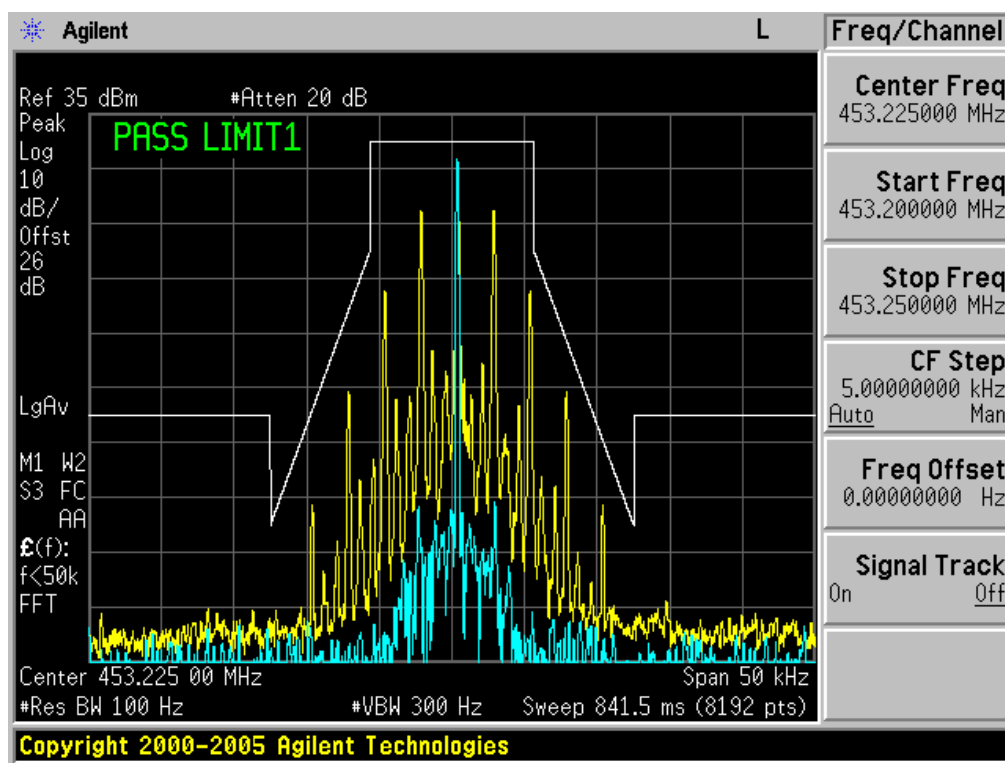 Agilent L
Ref 35 dBm #Atten 20 dB
Peak
Log
10
dB/
Offst
26
dB
PASS LIMIT1
LgAv
M1 W2
S3 FC
AA
£(f):
f<50k
FFT
Center 453.225 00 MHz Span 50 kHz
#Res BW 100 Hz #VBW 300 Hz Sweep 841.5 ms (8192 pts)
Copyright 2000-2005 Agilent Technologies
Freq/Channel
Center Freq
453.225000 MHz
Start Freq
453.200000 MHz
Stop Freq
453.250000 MHz
CF Step
5.00000000 kHz
Auto Man
Freq Offset
0.00000000 Hz
Signal Track
On Off